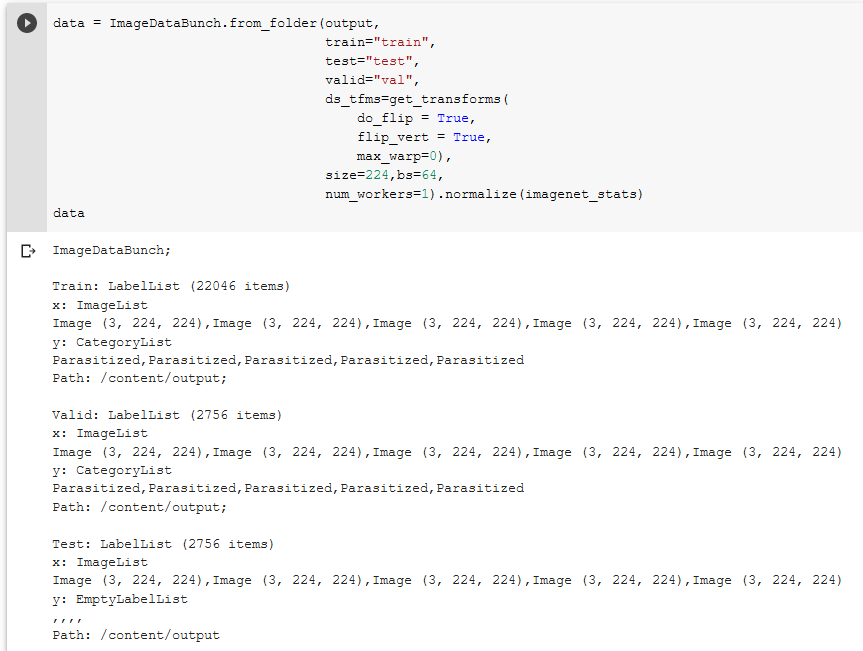 data = ImageDataBunch.from_folder(output,
                                  train="train",
                                  test="test",
                                  valid="val",
                                  ds_tfms=get_transforms(
                                      do_flip = True,
                                      flip_vert = True,
                                      max_warp=0),
                                  size=224,bs=64,
                                  num_workers=1).normalize(imagenet_stats)
data
ImageDataBunch;
Train: LabelList (22046 items)
x: ImageList
Image (3, 224, 224),Image (3, 224, 224),Image (3, 224, 224),Image (3, 224, 224),Image (3, 224, 224)
y: CategoryList
Parasitized,Parasitized,Parasitized,Parasitized,Parasitized
Path: /content/output;
Valid: LabelList (2756 items)
x: ImageList
Image (3, 224, 224),Image (3, 224, 224),Image (3, 224, 224),Image (3, 224, 224),Image (3, 224, 224)
y: CategoryList
Parasitized,Parasitized,Parasitized,Parasitized,Parasitized
Path: /content/output;
Test: LabelList (2756 items)
x: ImageList
Image (3, 224, 224),Image (3, 224, 224),Image (3, 224, 224),Image (3, 224, 224),Image (3, 224, 224)
y: EmptyLabelList
,,,,
Path: /content/output